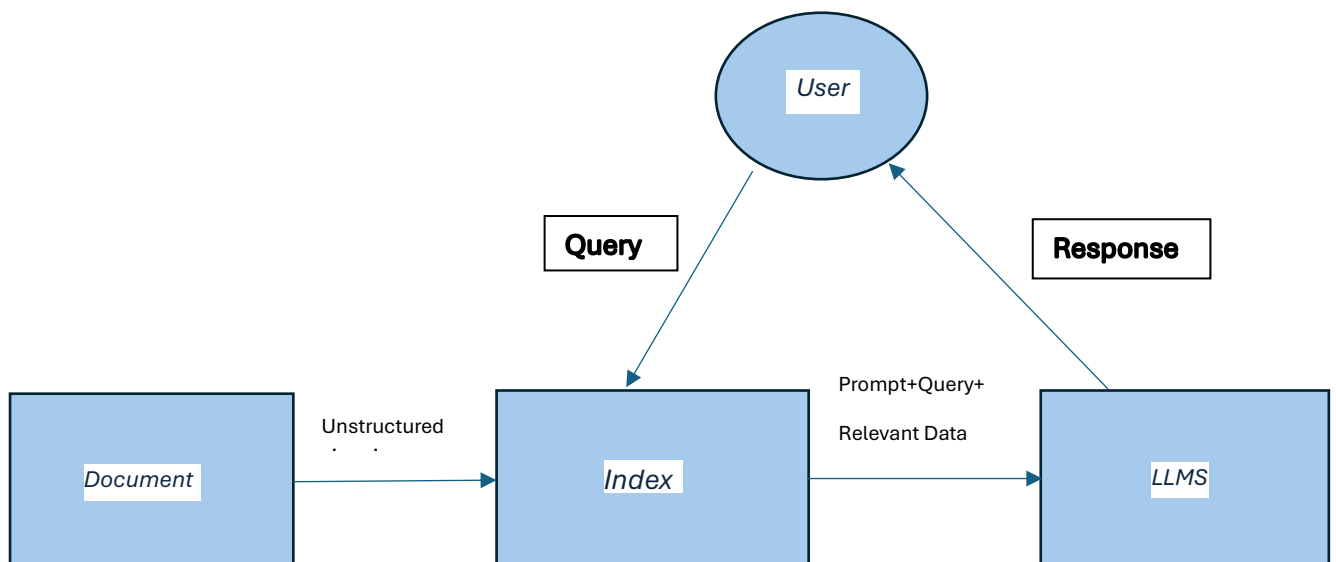 User
Query
Response
Prompt+Query+
Relevant Data
Unstructured
Document
Index
LLMS